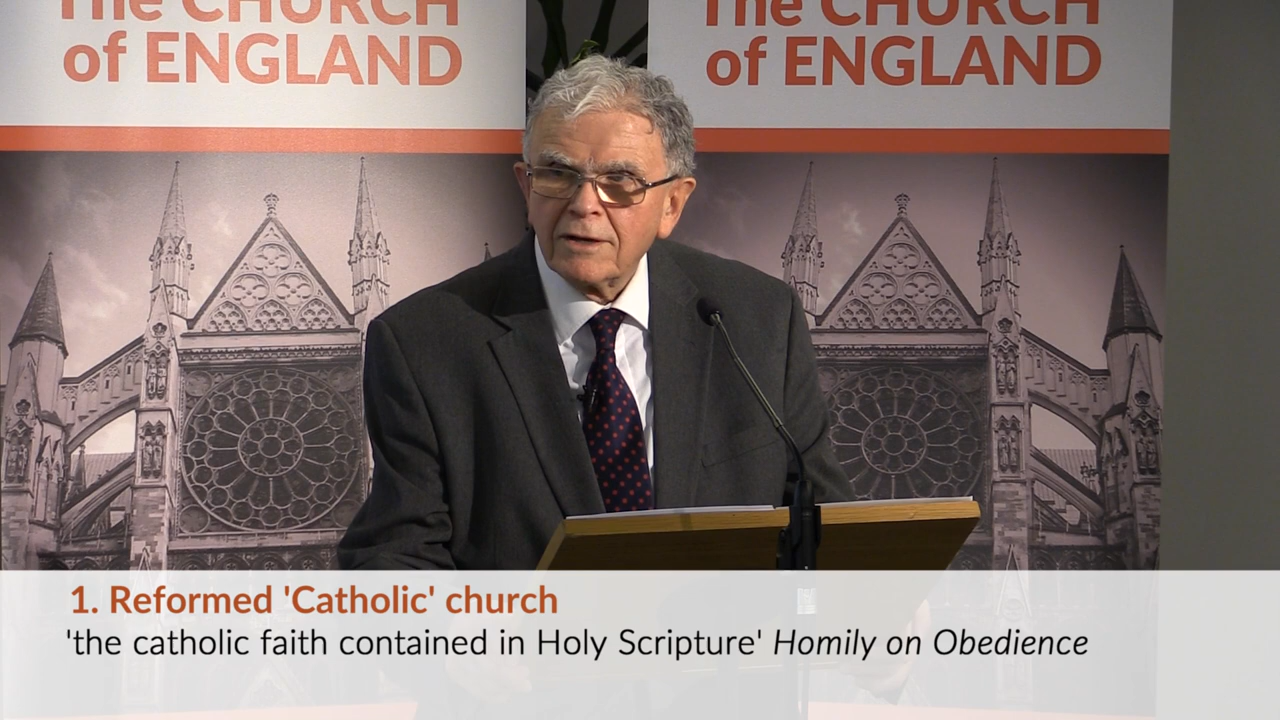 The CHURCH
of ENGLAND
The CHURCH
of ENGLAND
1. Reformed 'Catholic' church
'the catholic faith contained in Holy Scripture' Homily on Obedience